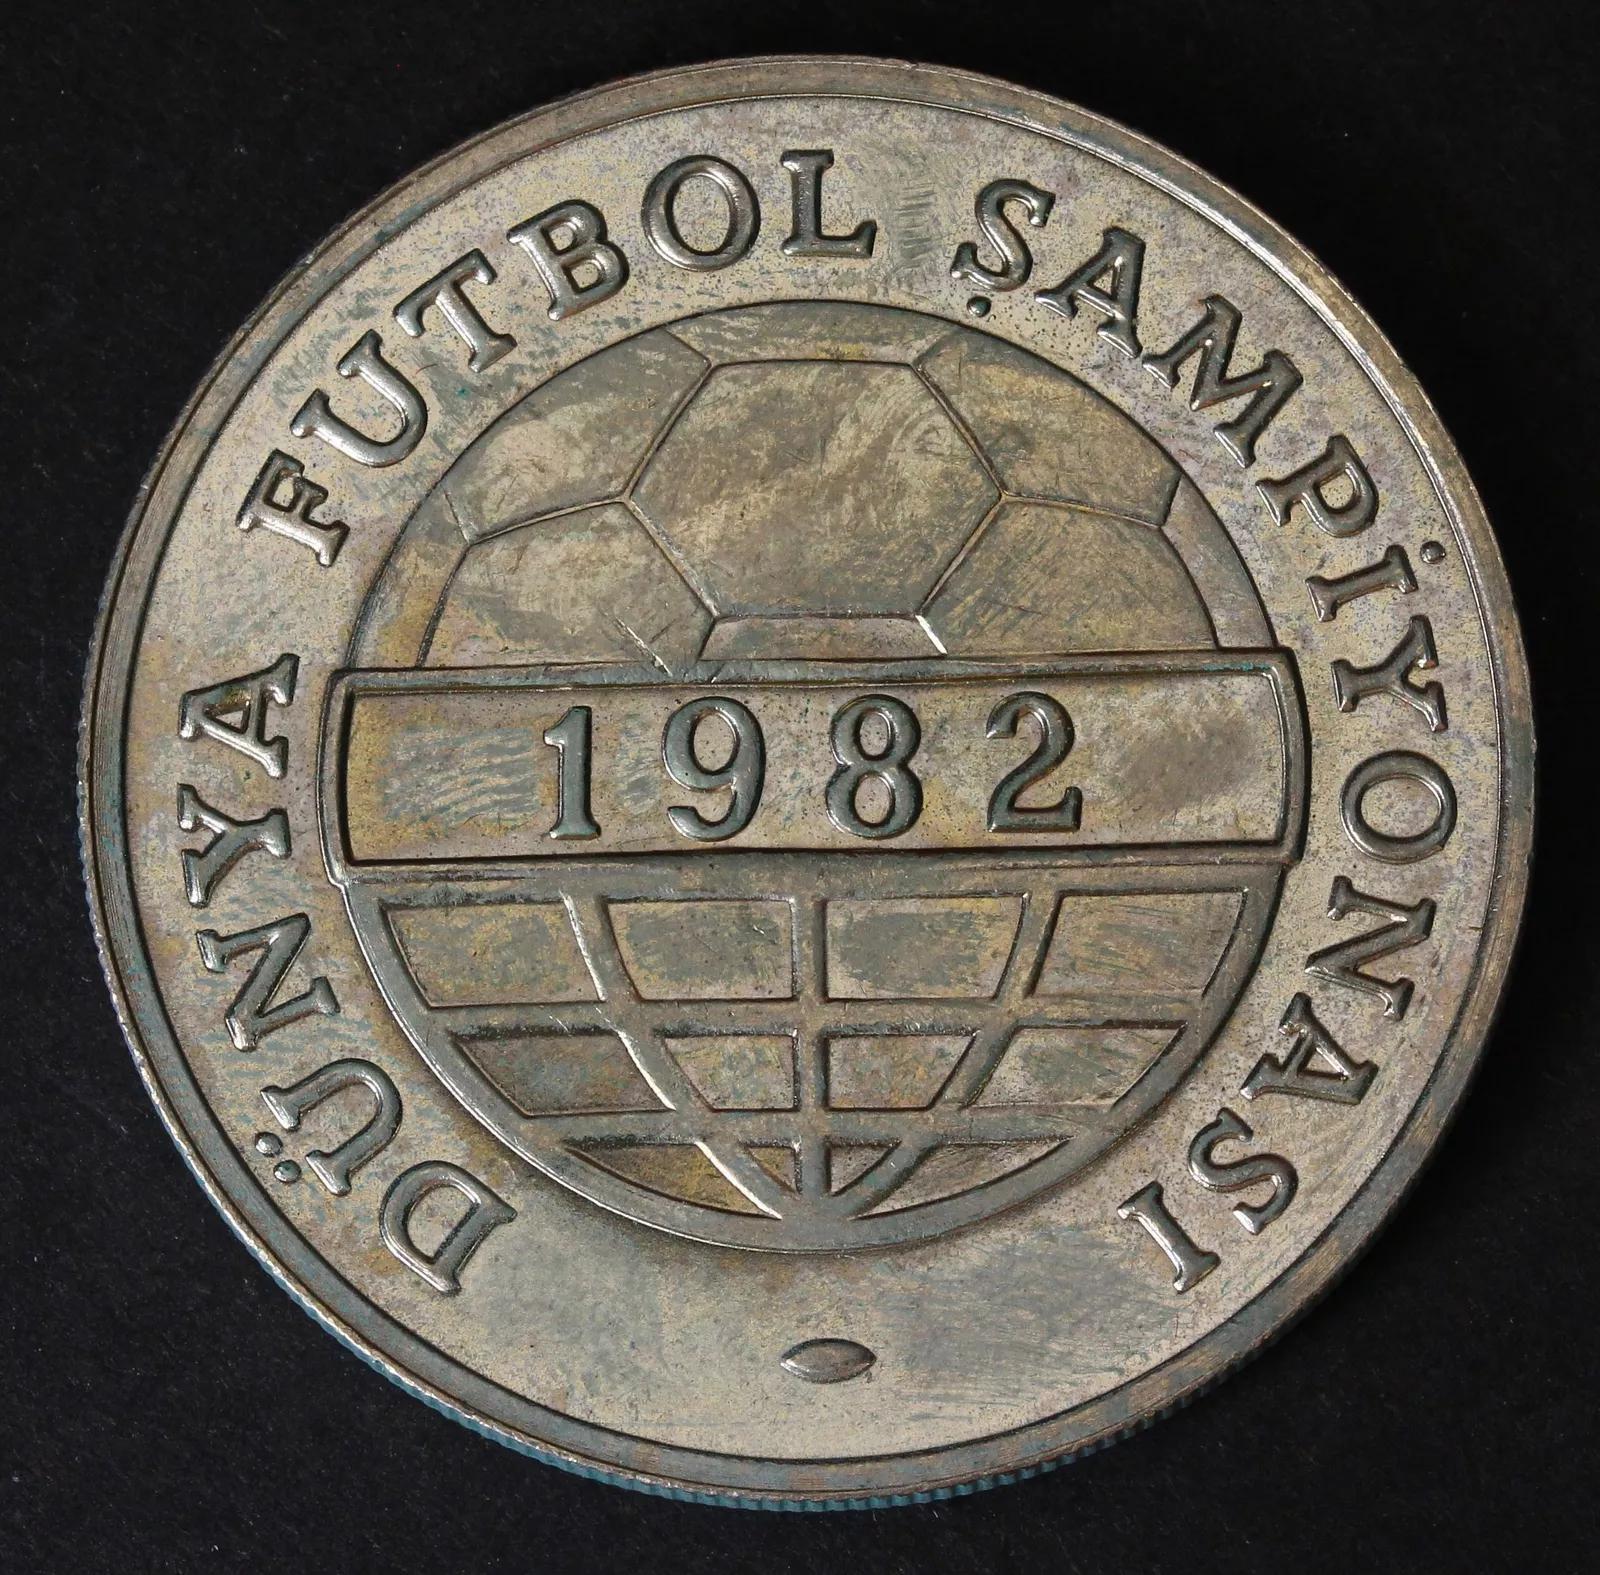 DÜNYA FUTBOL ŞAMPİYONASI
1982